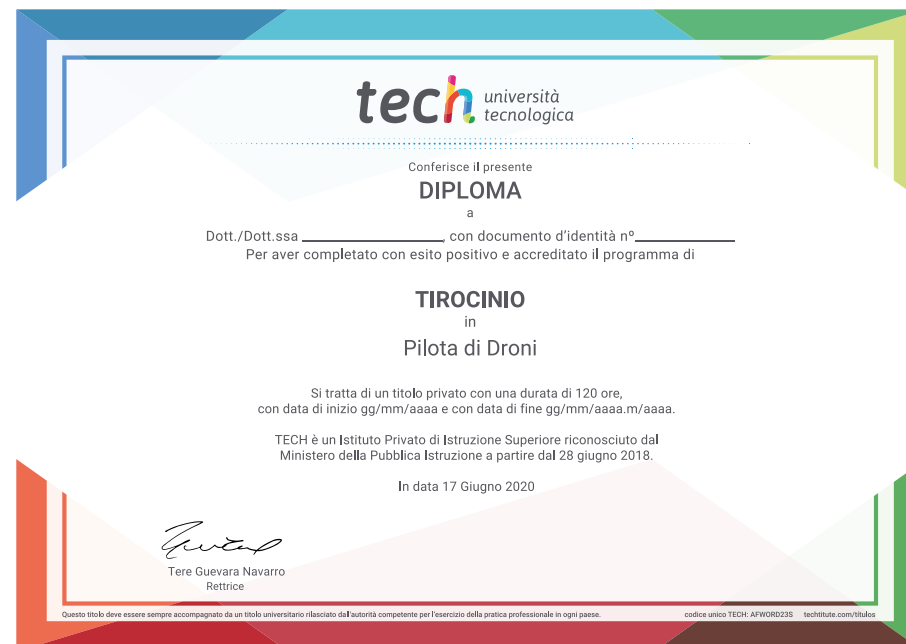 tech università
tecnologica
Conferisce il presente
DIPLOMA
a
Dott./Dott.ssa ________________, con documento d'identità nº____________
Per aver completato con esito positivo e accreditato il programma di
TIROCINIO
in
Pilota di Droni
Si tratta di un titolo privato con una durata di 120 ore,
con data di inizio gg/mm/aaaa e con data di fine gg/mm/aaaa.m/aaaa.
TECH è un Istituto Privato di Istruzione Superiore riconosciuto dal
Ministero della Pubblica Istruzione a partire dal 28 giugno 2018.
In data 17 Giugno 2020
Tere Guevara Navarro
Rettrice
Questo titolo deve essere sempre accompagnato da un titolo universitario rilasciato dall'autorità competente per l'esercizio della pratica professionale in ogni paese. codice unico TECH: AFWORD23S techtitute.com/títulos